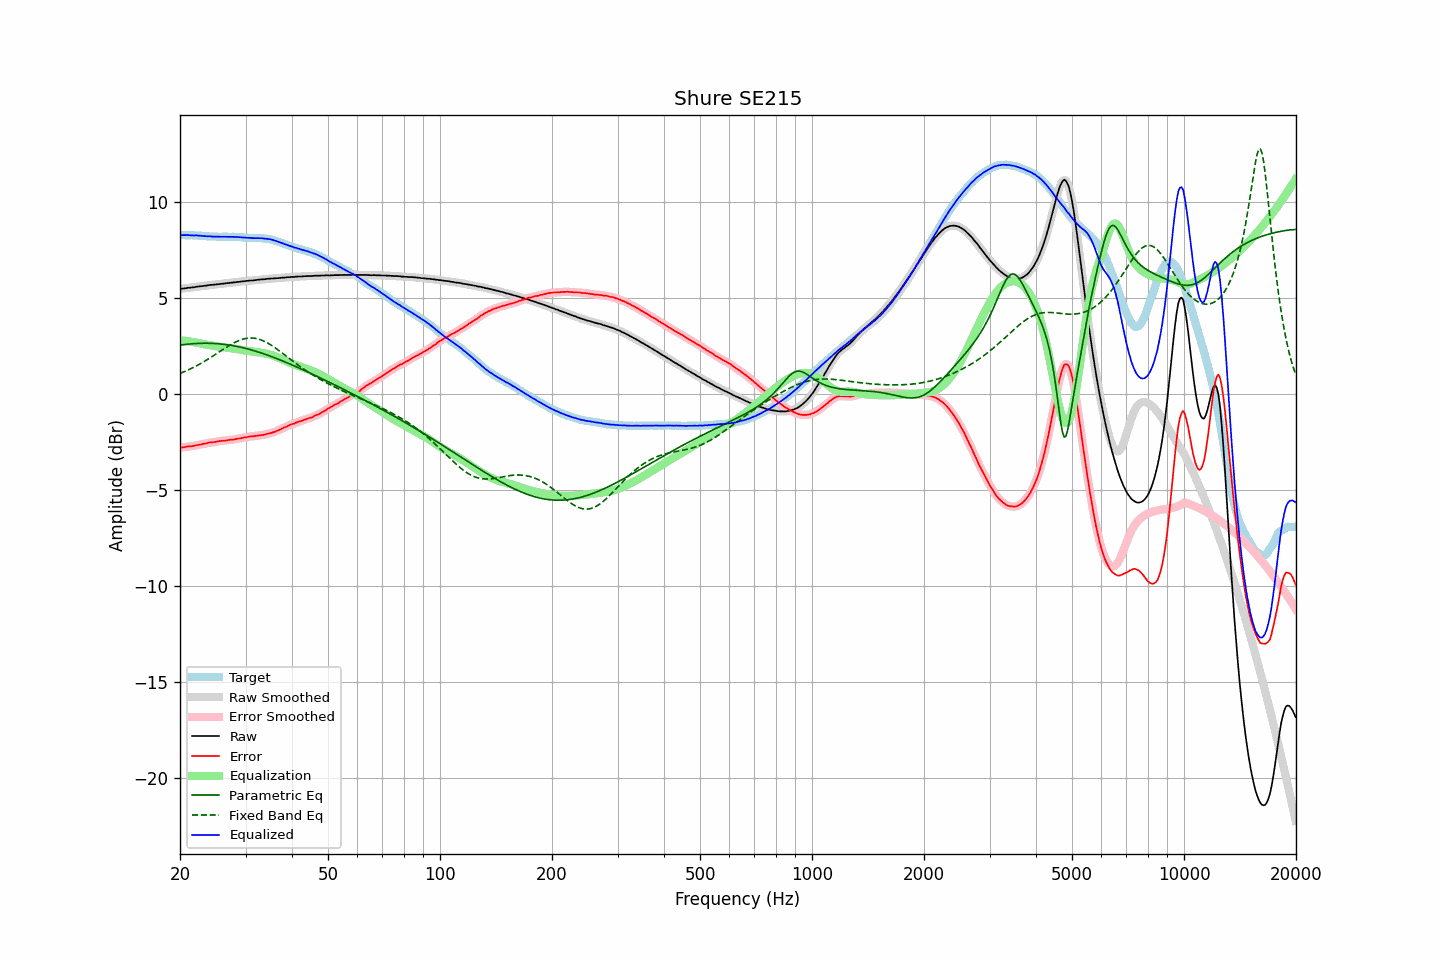 Shure SE215
Amplitude (dBr)
10
5
0
−5
−10
−15
−20
Target
Raw Smoothed
Error Smoothed
Raw
Error
Equalization
Parametric Eq
Fixed Band Eq
Equalized
20 50 100 200 500 1000 2000 5000 10000 20000
Frequency (Hz)